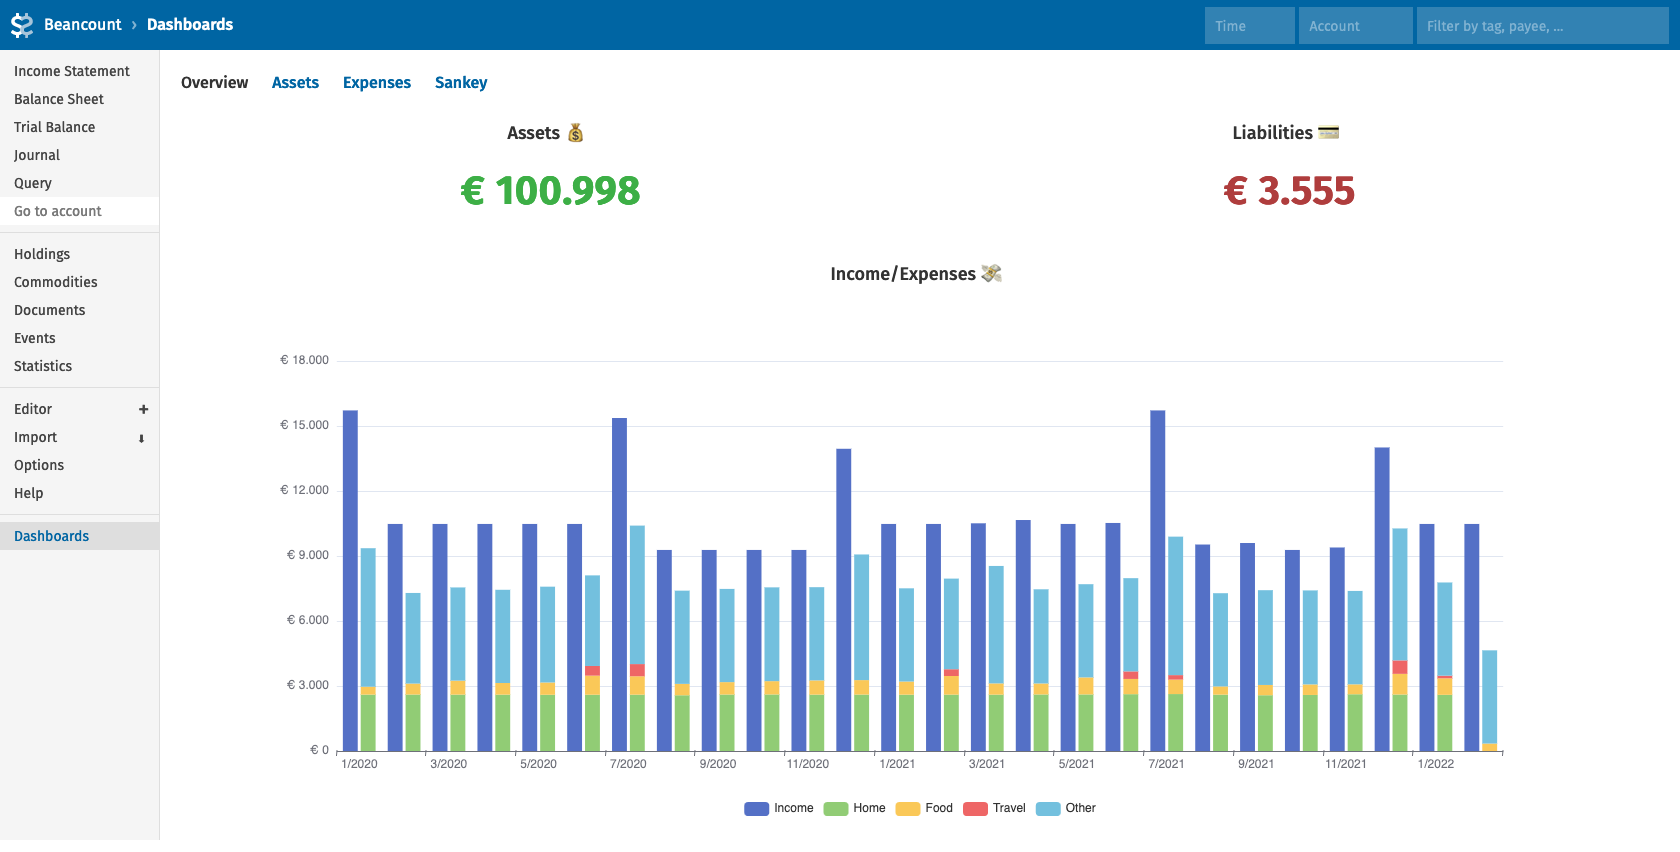 Beancount › Dashboards
Time
Account
Filter by tag, payee, ...
Income Statement
Balance Sheet
Trial Balance
Journal
Query
Go to account
Holdings
Commodities
Documents
Events
Statistics
Editor +
Import
Options
Help
Dashboards
Overview Assets Expenses Sankey
Assets 💰
€ 100.998
Liabilities 💳
€ 3.555
Income/Expenses 💸
€ 18.000
€ 15.000
€ 12.000
€ 9.000
€ 6.000
€ 3.000
€ 0
1/2020 3/2020 5/2020 7/2020 9/2020 11/2020 1/2021 3/2021 5/2021 7/2021 9/2021 11/2021 1/2022
Income Home Food Travel Other